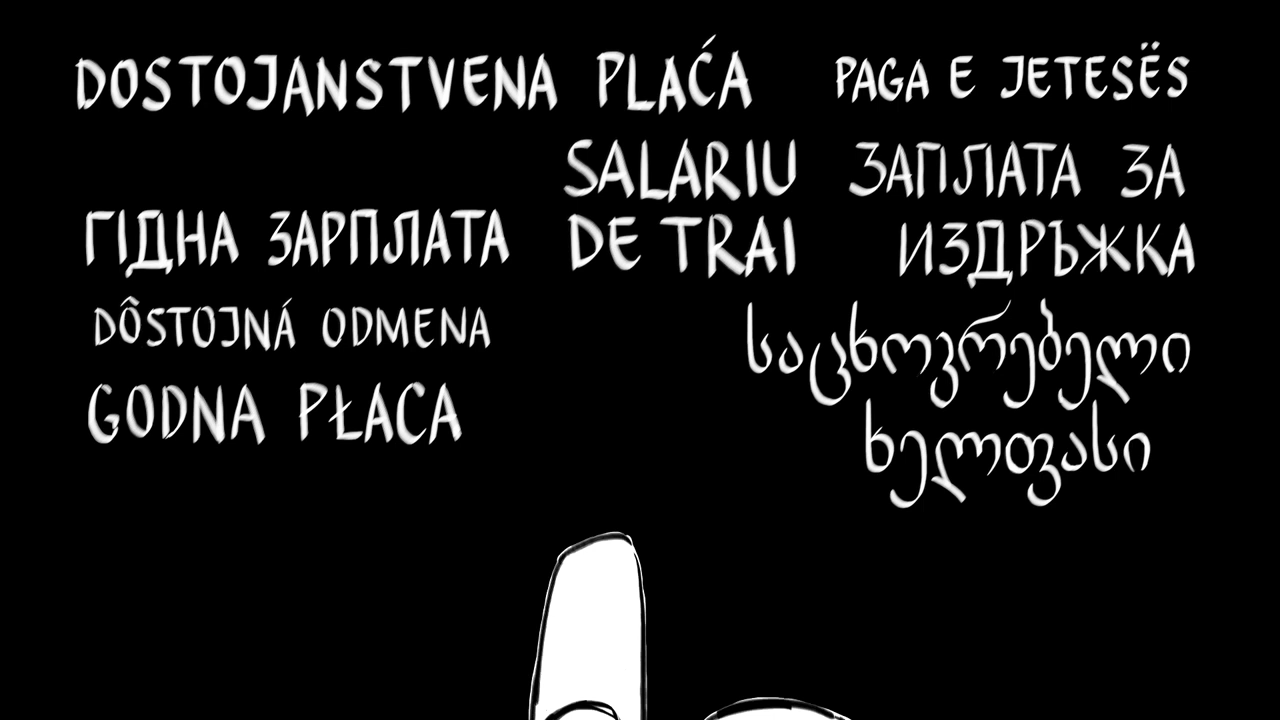 DOSTOJANSTVENA PLAĆA
PAGA E JETESËS
SALARIU
DE TRAI
ЗАПЛАТА ЗА
ИЗДРЪЖКА
ГІДНА ЗАРПЛАТА
DÔSTOJNÁ ODMENA
GODNA PŁACA
საცხოვრებელი
ხელფასი